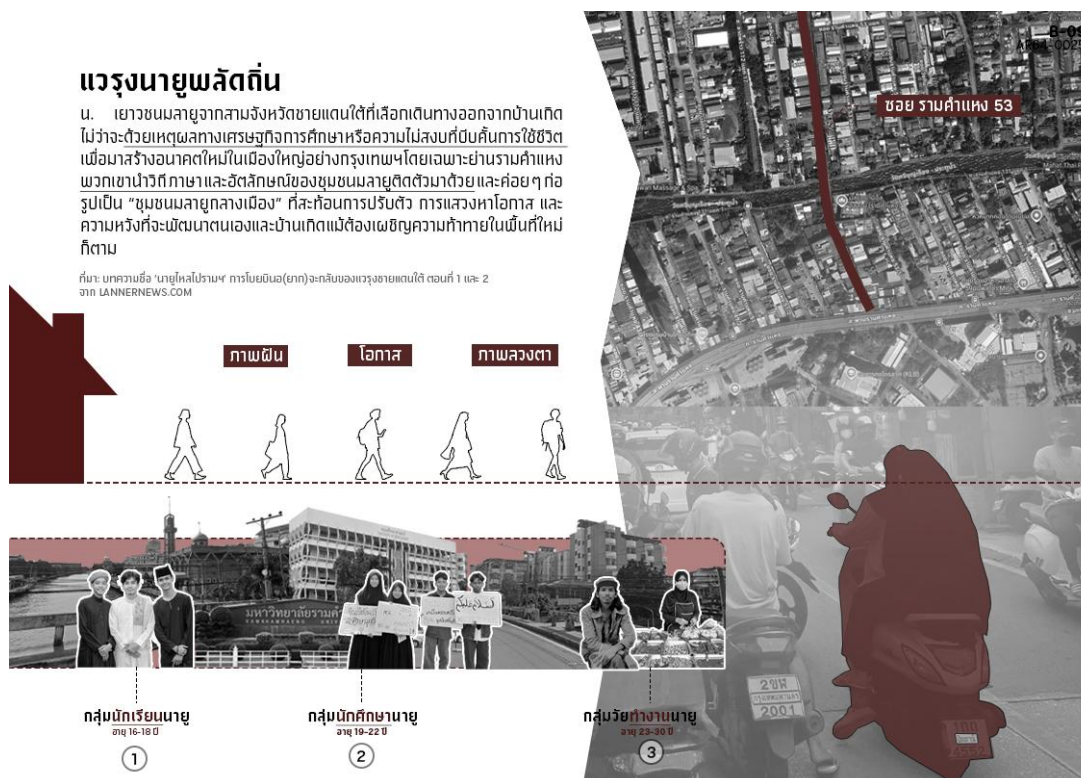 B-09
แวรุงนายูพลัดถิ่น
น. เยาวชนมลายูจากสามจังหวัดชายแดนใต้ที่เลือกเดินทางออกจากบ้านเกิด
ไม่ว่าจะด้วยเหตุผลทางเศรษฐกิจการศึกษาหรือความไม่สงบที่บีบคั้นการใช้ชีวิต
เพื่อมาสร้างอนาคตใหม่ในเมืองใหญ่อย่างกรุงเทพฯโดยเฉพาะย่านรามคำแหง
พวกเขานำวิถีภาษาและอัตลักษณ์ของชุมชนมลายูติดตัวมาด้วย และค่อยๆ ก่อ
รูปเป็น “ชุมชนมลายูกลางเมือง” ที่สะท้อนการปรับตัว การแสวงหาโอกาส และ
ความหวังที่จะพัฒนาตนเองและบ้านเกิดแม้ต้องเผชิญความท้าทายในพื้นที่ใหม่
ก็ตาม
ที่มา: บทความชื่อ ‘นายูไหลไปรามฯ’ การโยยมินอ(ยาก)จะกลับของแวรุงชายแดนใต้ ตอนที่ 1 และ 2
จาก LANNERNEWS.COM
ซอย รามคำแหง 53
ภาพฝัน
โอกาส
ภาพลวงตา
มหาวิทยาลัยรามคำ
กลุ่มนักเรียนนายู
อายุ 16-18 ปี
1
กลุ่มนักศึกษานายู
อายุ 19-22 ปี
2
กลุ่มวัยทำงานนายู
อายุ 23-30 ปี
3
กรุงเทพมหานคร
2001